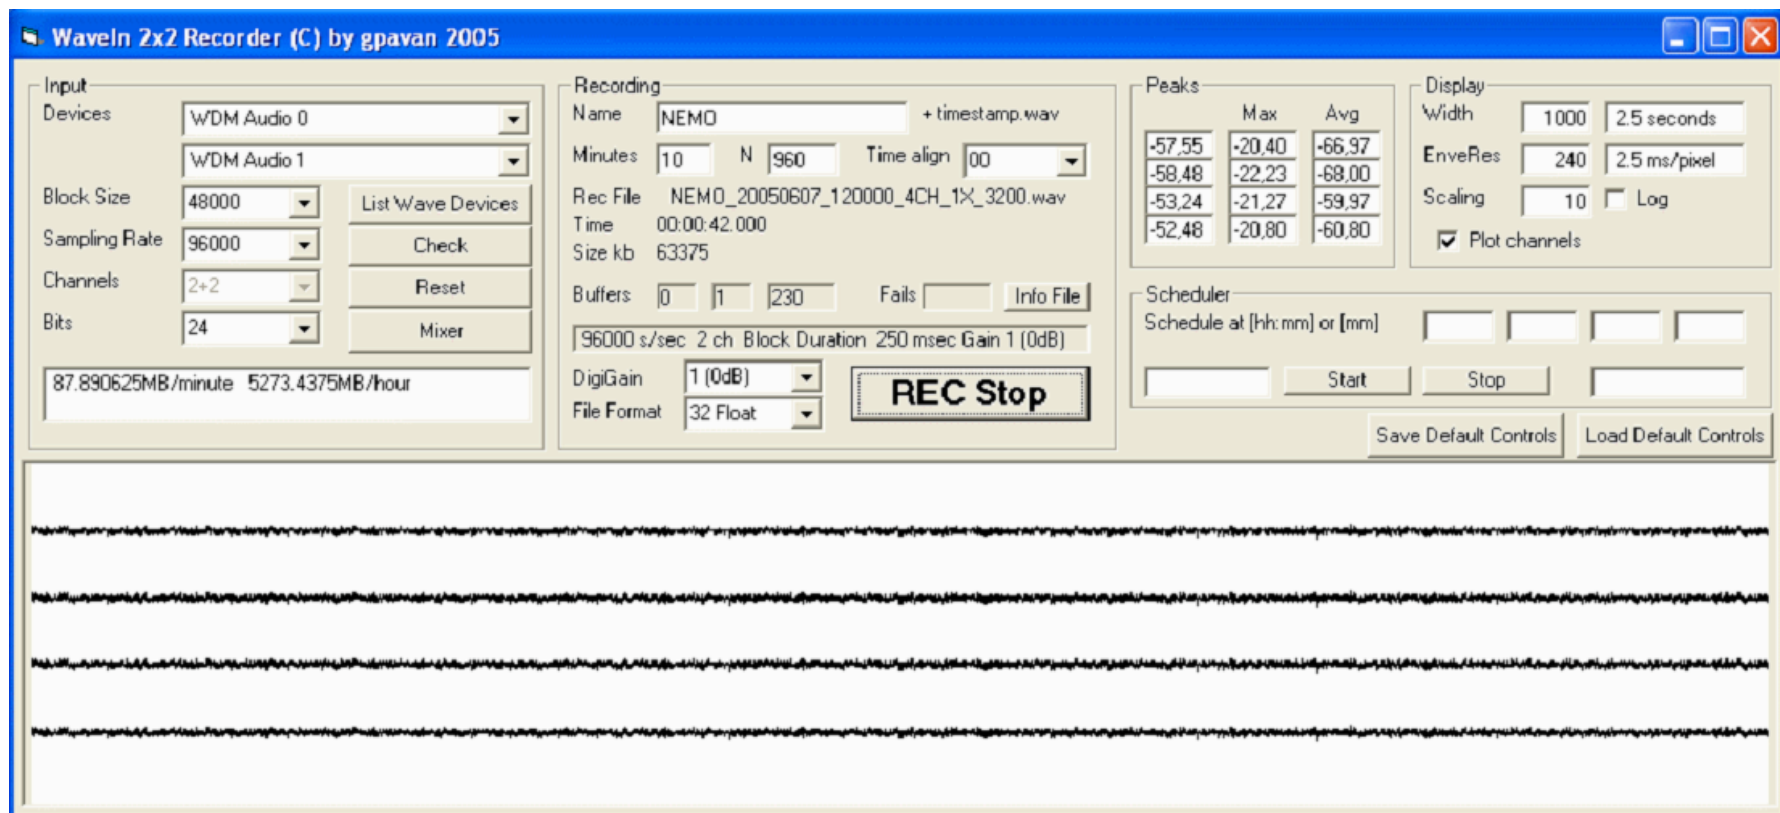 WaveIn 2x2 Recorder (C) by gpavan 2005
Input
Devices WDM Audio 0
WDM Audio 1
Block Size 48000 List Wave Devices
Sampling Rate 96000 Check
Channels 2+2 Reset
Bits 24 Mixer
87.890625MB/minute 5273.4375MB/hour
Recording
Name NEMO + timestamp.wav
Minutes 10 N 960 Time align 00
Rec File NEMO_20050607_120000_4CH_1X_3200.wav
Time 00:00:42.000
Size kb 63375
Buffers 0 1 230 Fails Info File
96000 s/sec 2 ch Block Duration 250 msec Gain 1 (0dB)
DigiGain 1 (0dB)
File Format 32 Float
REC Stop
Peaks
Max Avg
-57,55 -20,40 -66,97
-58,48 -22,23 -68,00
-53,24 -21,27 -59,97
-52,48 -20,80 -60,80
Display
Width 1000 2.5 seconds
EnveRes 240 2.5 ms/pixel
Scaling 10 Log
Plot channels
Scheduler
Schedule at [hh:mm] or [mm]
Start Stop
Save Default Controls Load Default Controls